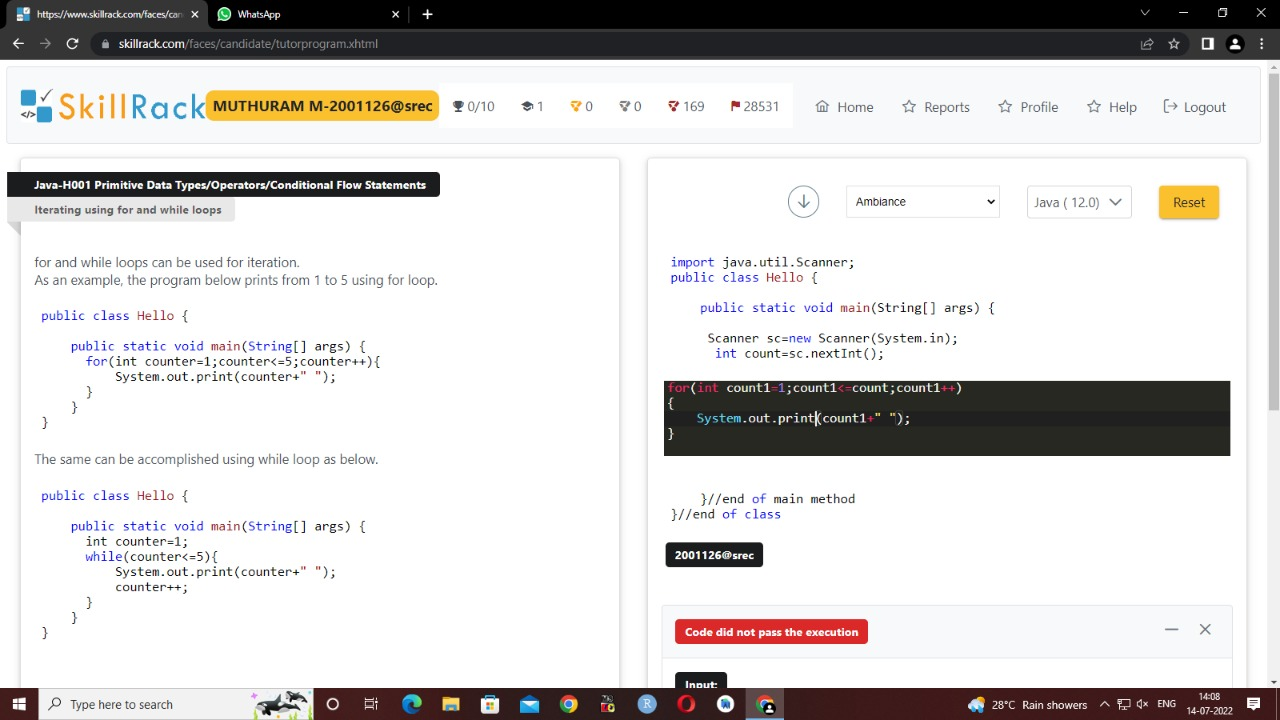 https://www.skillrack.com/faces/can
WhatsApp
skillrack.com/faces/candidate/tutorprogram.xhtml
SkillRack
MUTHURAM M-2001126@srec
0/10
1
0
0
169
28531
Home
Reports
Profile
Help
Logout
Java-H001 Primitive Data Types/Operators/Conditional Flow Statements
Iterating using for and while loops
for and while loops can be used for iteration.
As an example, the program below prints from 1 to 5 using for loop.
public class Hello {
public static void main(String[] args) {
for(int counter=1;counter<=5;counter++){
System.out.print(counter+" ");
}
}
}
The same can be accomplished using while loop as below.
public class Hello {
public static void main(String[] args) {
int counter=1;
while(counter<=5){
System.out.print(counter+" ");
counter++;
}
}
}
Ambiance
Java ( 12.0)
Reset
import java.util.Scanner;
public class Hello {
public static void main(String[] args) {
Scanner sc=new Scanner(System.in);
int count=sc.nextInt();
for(int count1=1;count1<=count;count1++)
{
System.out.print(count1+" ");
}
}//end of main method
}//end of class
2001126@srec
Code did not pass the execution
Input:
Type here to search
28°C Rain showers
ENG
14:08
14-07-2022